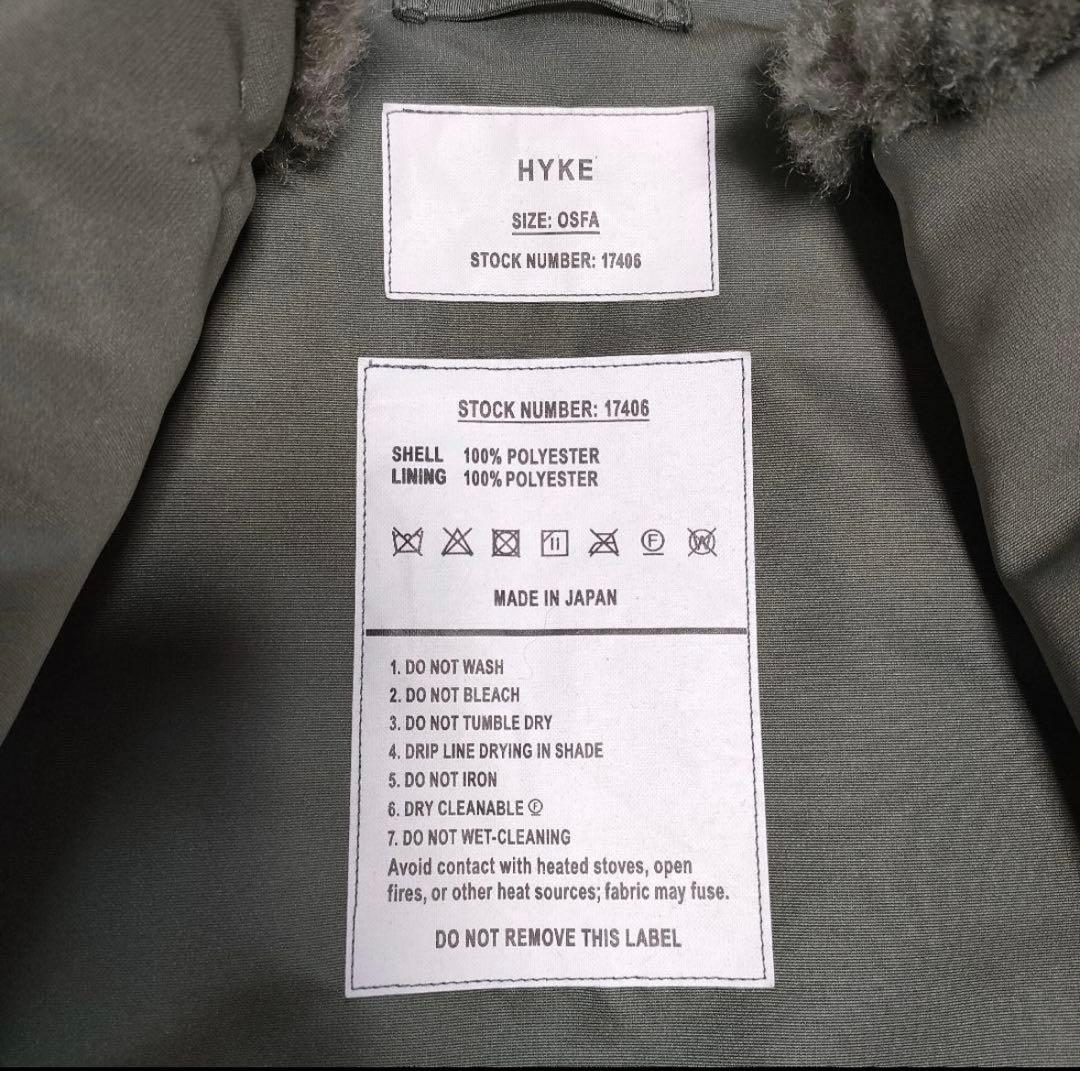 HYKE
SIZE: OSFA
STOCK NUMBER: 17406
STOCK NUMBER: 17406
SHELL 100% POLYESTER
LINING 100% POLYESTER
F W
MADE IN JAPAN
1. DO NOT WASH
2. DO NOT BLEACH
3. DO NOT TUMBLE DRY
4. DRIP LINE DRYING IN SHADE
5. DO NOT IRON
6. DRY CLEANABLE Ⓕ
7. DO NOT WET-CLEANING
Avoid contact with heated stoves, open
fires, or other heat sources; fabric may fuse.
DO NOT REMOVE THIS LABEL